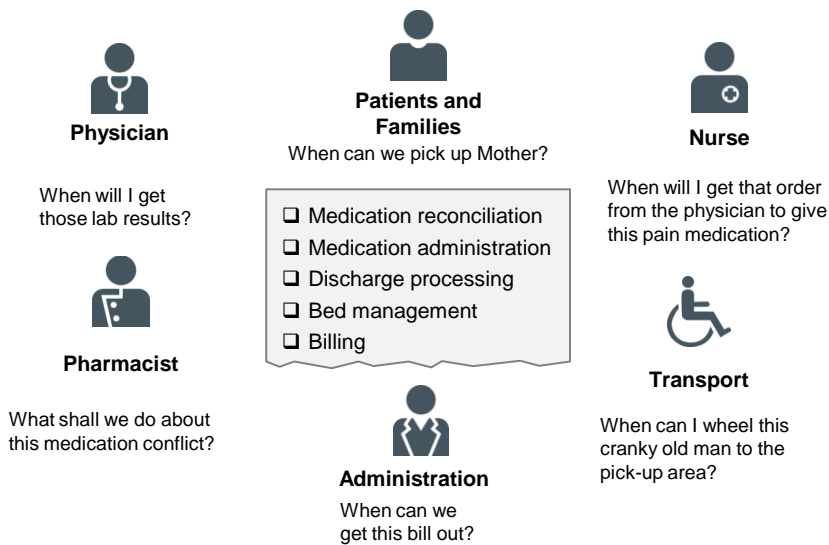 Physician
When will I get
those lab results?
Patients and
Families
When can we pick up Mother?
Nurse
When will I get that order
from the physician to give
this pain medication?
Medication reconciliation
Medication administration
Discharge processing
Bed management
Billing
Pharmacist
What shall we do about
this medication conflict?
Transport
When can I wheel this
cranky old man to the
pick-up area?
Administration
When can we
get this bill out?